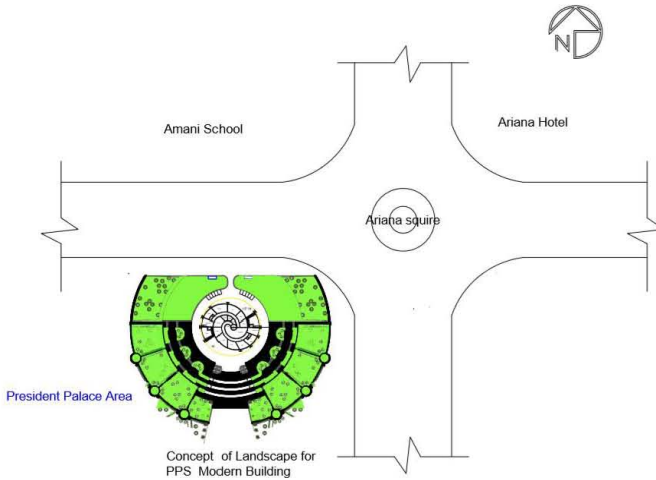 N
Amani School
Ariana Hotel
Ariana squire
President Palace Area
Concept of Landscape for
PPS Modern Building